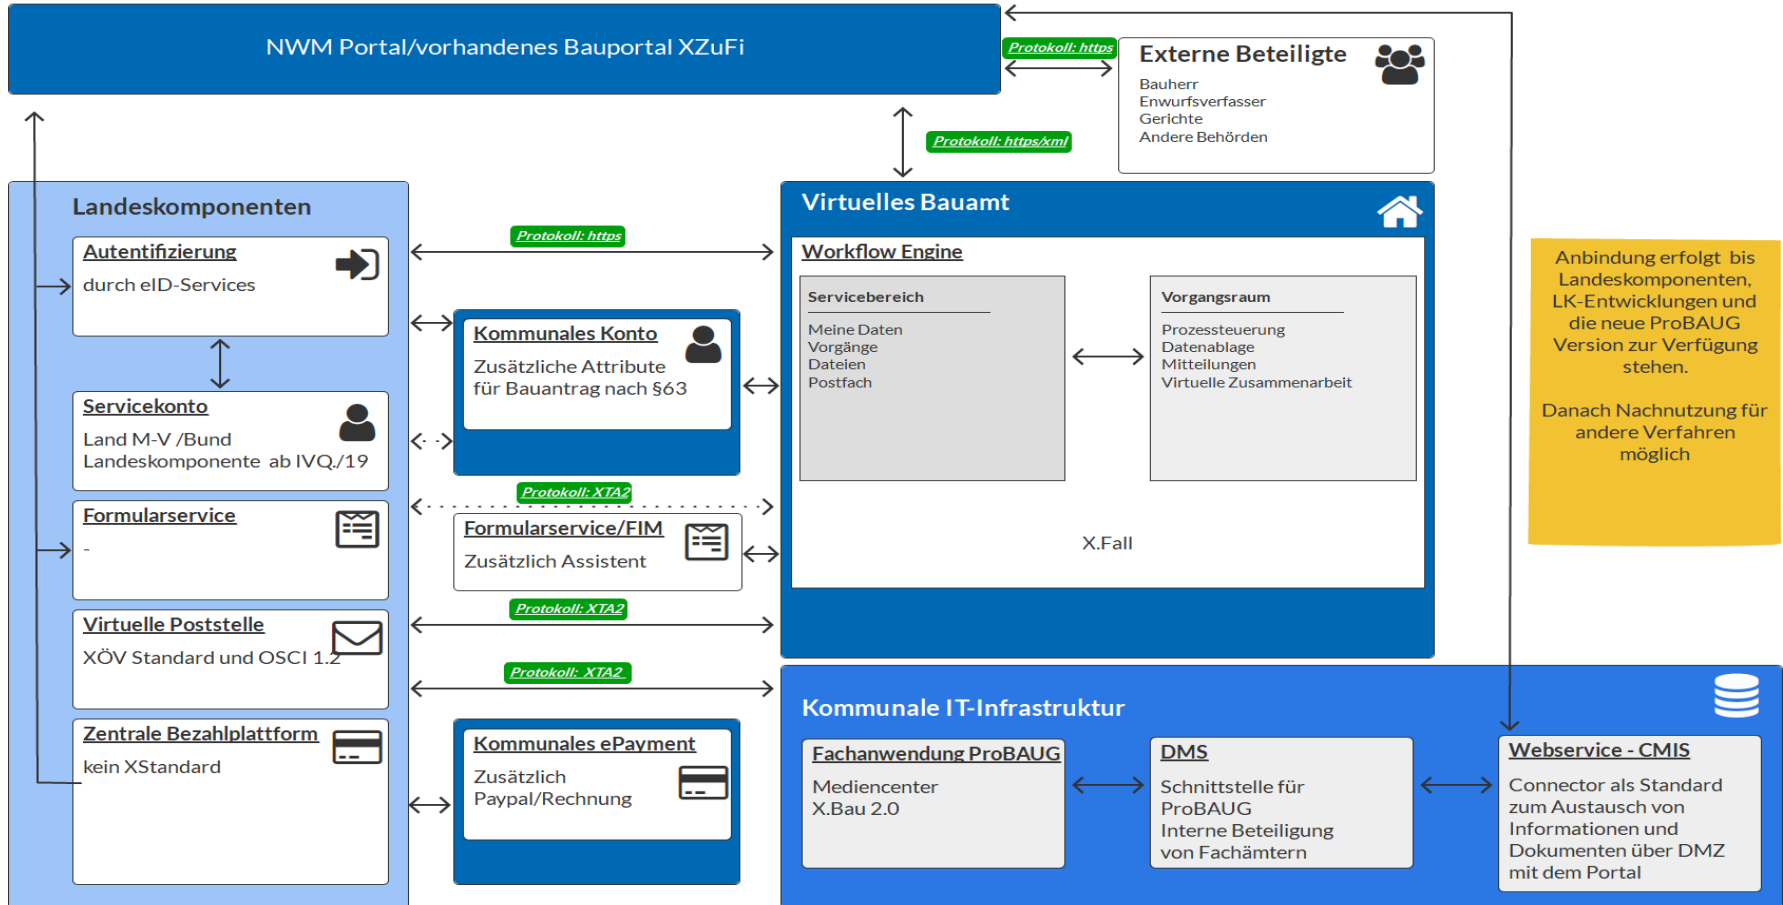 NWM Portal/vorhandenes Bauportal XZuFi
Protokoll: https
Externe Beteiligte
Bauherr
Enwurfsverfasser
Gerichte
Andere Behörden
Protokoll: https/xml
Landeskomponenten
Autentifizierung
durch eID-Services
Servicekonto
Land M-V /Bund
Landeskomponente ab IVQ./19
Formularservice
-
Virtuelle Poststelle
XÖV Standard und OSCI 1.2
Zentrale Bezahlplattform
kein XStandard
Protokoll: https
Kommunales Konto
Zusätzliche Attribute
für Bauantrag nach §63
Protokoll: XTA2
Formularservice/FIM
Zusätzlich Assistent
Protokoll: XTA2
Protokoll: XTA2
Kommunales ePayment
Zusätzlich
Paypal/Rechnung
Virtuelles Bauamt
Workflow Engine
Servicebereich
Meine Daten
Vorgänge
Dateien
Postfach
Vorgangsraum
Prozessteuerung
Datenablage
Mitteilungen
Virtuelle Zusammenarbeit
X.Fall
Anbindung erfolgt bis
Landeskomponenten,
LK-Entwicklungen und
die neue ProBAUG
Version zur Verfügung
stehen.
Danach Nachnutzung für
andere Verfahren
möglich
Kommunale IT-Infrastruktur
Fachanwendung ProBAUG
Mediencenter
X.Bau 2.0
DMS
Schnittstelle für
ProBAUG
Interne Beteiligung
von Fachämtern
Webservice - CMIS
Connector als Standard
zum Austausch von
Informationen und
Dokumenten über DMZ
mit dem Portal